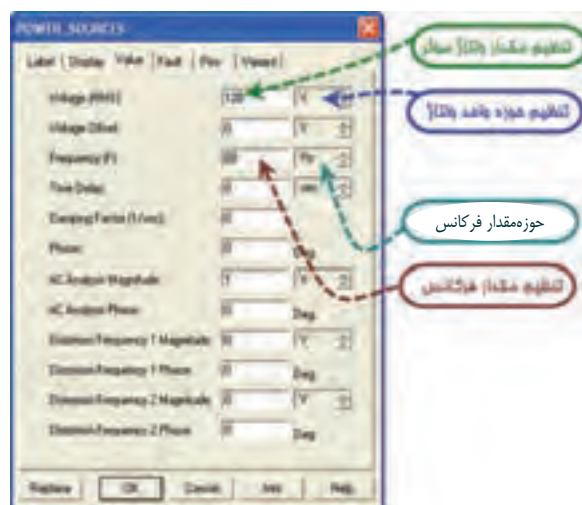 POWER_SOURCES
Label | Display | Value | Fault | Pins | Variant
Voltage (RMS): 120 V
Voltage Offset: 0 V
Frequency (F): Hz
Time Delay: 0 sec
Damping Factor (1/sec): 0
Phase: 0 Deg
AC Analysis Magnitude: 1 V
AC Analysis Phase: 0 Deg
Distortion Frequency 1 Magnitude: 0 V
Distortion Frequency 1 Phase: 0 Deg
Distortion Frequency 2 Magnitude: 0 V
Distortion Frequency 2 Phase: 0 Deg
Replace OK Cancel Info Help
تنظیم مقدار ولتاژ موثر
تنظیم حوزه واحد ولتاژ
حوزه‌مقدار فرکانس
تنظیم مقدار فرکانس